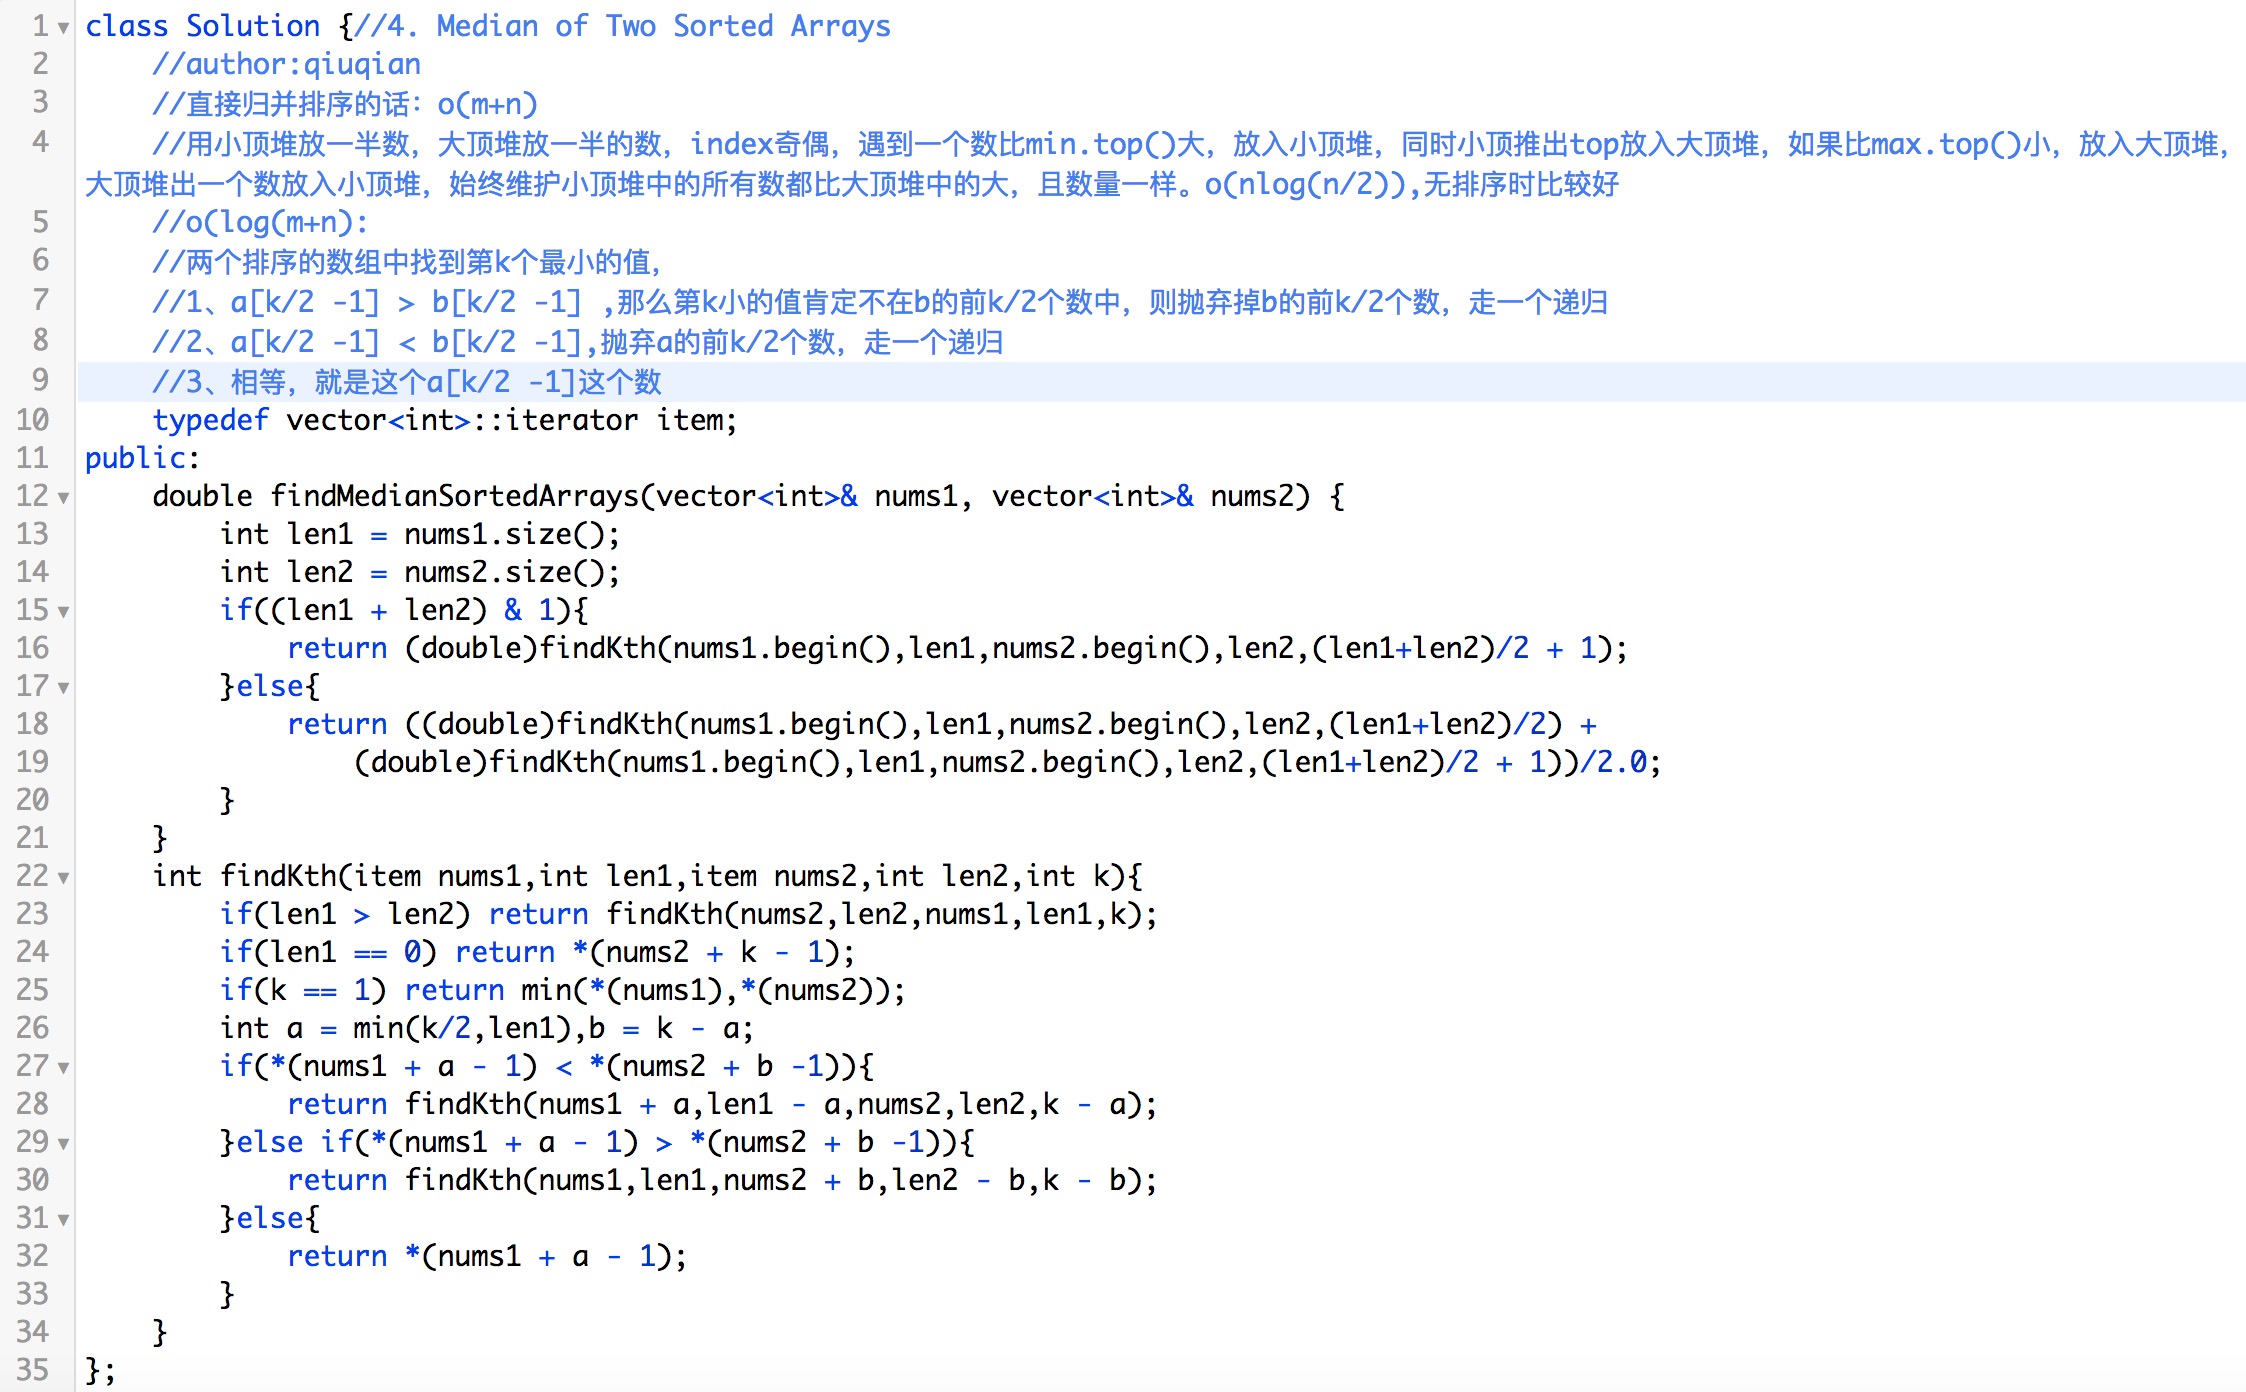 1 class Solution {//4. Median of Two Sorted Arrays
2     //author:qiuqian
3     //直接归并排序的话：o(m+n)
4     //用小顶堆放一半数，大顶堆放一半的数，index奇偶，遇到一个数比min.top()大，放入小顶堆，同时小顶推出top放入大顶堆，如果比max.top()小，放入大顶堆，
大顶堆出一个数放入小顶堆，始终维护小顶堆中的所有数都比大顶堆中的大，且数量一样。o(nlog(n/2)),无排序时比较好
5     //o(log(m+n):
6     //两个排序的数组中找到第k个最小的值，
7     //1、a[k/2 -1] > b[k/2 -1] ,那么第k小的值肯定不在b的前k/2个数中，则抛弃掉b的前k/2个数，走一个递归
8     //2、a[k/2 -1] < b[k/2 -1],抛弃a的前k/2个数，走一个递归
9     //3、相等，就是这个a[k/2 -1]这个数
10     typedef vector<int>::iterator item;
11 public:
12     double findMedianSortedArrays(vector<int>& nums1, vector<int>& nums2) {
13         int len1 = nums1.size();
14         int len2 = nums2.size();
15         if((len1 + len2) & 1){
16             return (double)findKth(nums1.begin(),len1,nums2.begin(),len2,(len1+len2)/2 + 1);
17         }else{
18             return ((double)findKth(nums1.begin(),len1,nums2.begin(),len2,(len1+len2)/2) +
19                 (double)findKth(nums1.begin(),len1,nums2.begin(),len2,(len1+len2)/2 + 1))/2.0;
20         }
21     }
22     int findKth(item nums1,int len1,item nums2,int len2,int k){
23         if(len1 > len2) return findKth(nums2,len2,nums1,len1,k);
24         if(len1 == 0) return *(nums2 + k - 1);
25         if(k == 1) return min(*(nums1),*(nums2));
26         int a = min(k/2,len1),b = k - a;
27         if(*(nums1 + a - 1) < *(nums2 + b -1)){
28             return findKth(nums1 + a,len1 - a,nums2,len2,k - a);
29         }else if(*(nums1 + a - 1) > *(nums2 + b -1)){
30             return findKth(nums1,len1,nums2 + b,len2 - b,k - b);
31         }else{
32             return *(nums1 + a - 1);
33         }
34     }
35 };